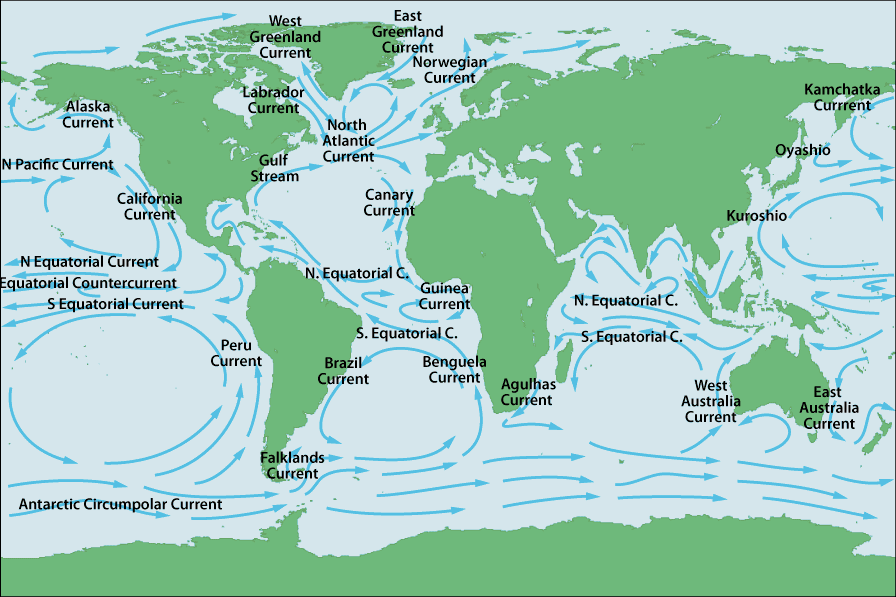 West
Greenland
Current
East
Greenland
Current
Norwegian
Current
Labrador
Current
Alaska
Current
Kamchatka
Currrent
North
Atlantic
Current
Oyashio
N Pacific Current
Gulf
Stream
California
Current
Canary
Current
Kuroshio
N Equatorial Current
N. Equatorial C.
Equatorial Countercurrent
Guinea
Current
N. Equatorial C.
S Equatorial Current
S. Equatorial C.
S. Equatorial C.
Peru
Current
Brazil
Current
Benguela
Current
Agulhas
Current
West
Australia
Current
East
Australia
Current
Falklands
Current
Antarctic Circumpolar Current